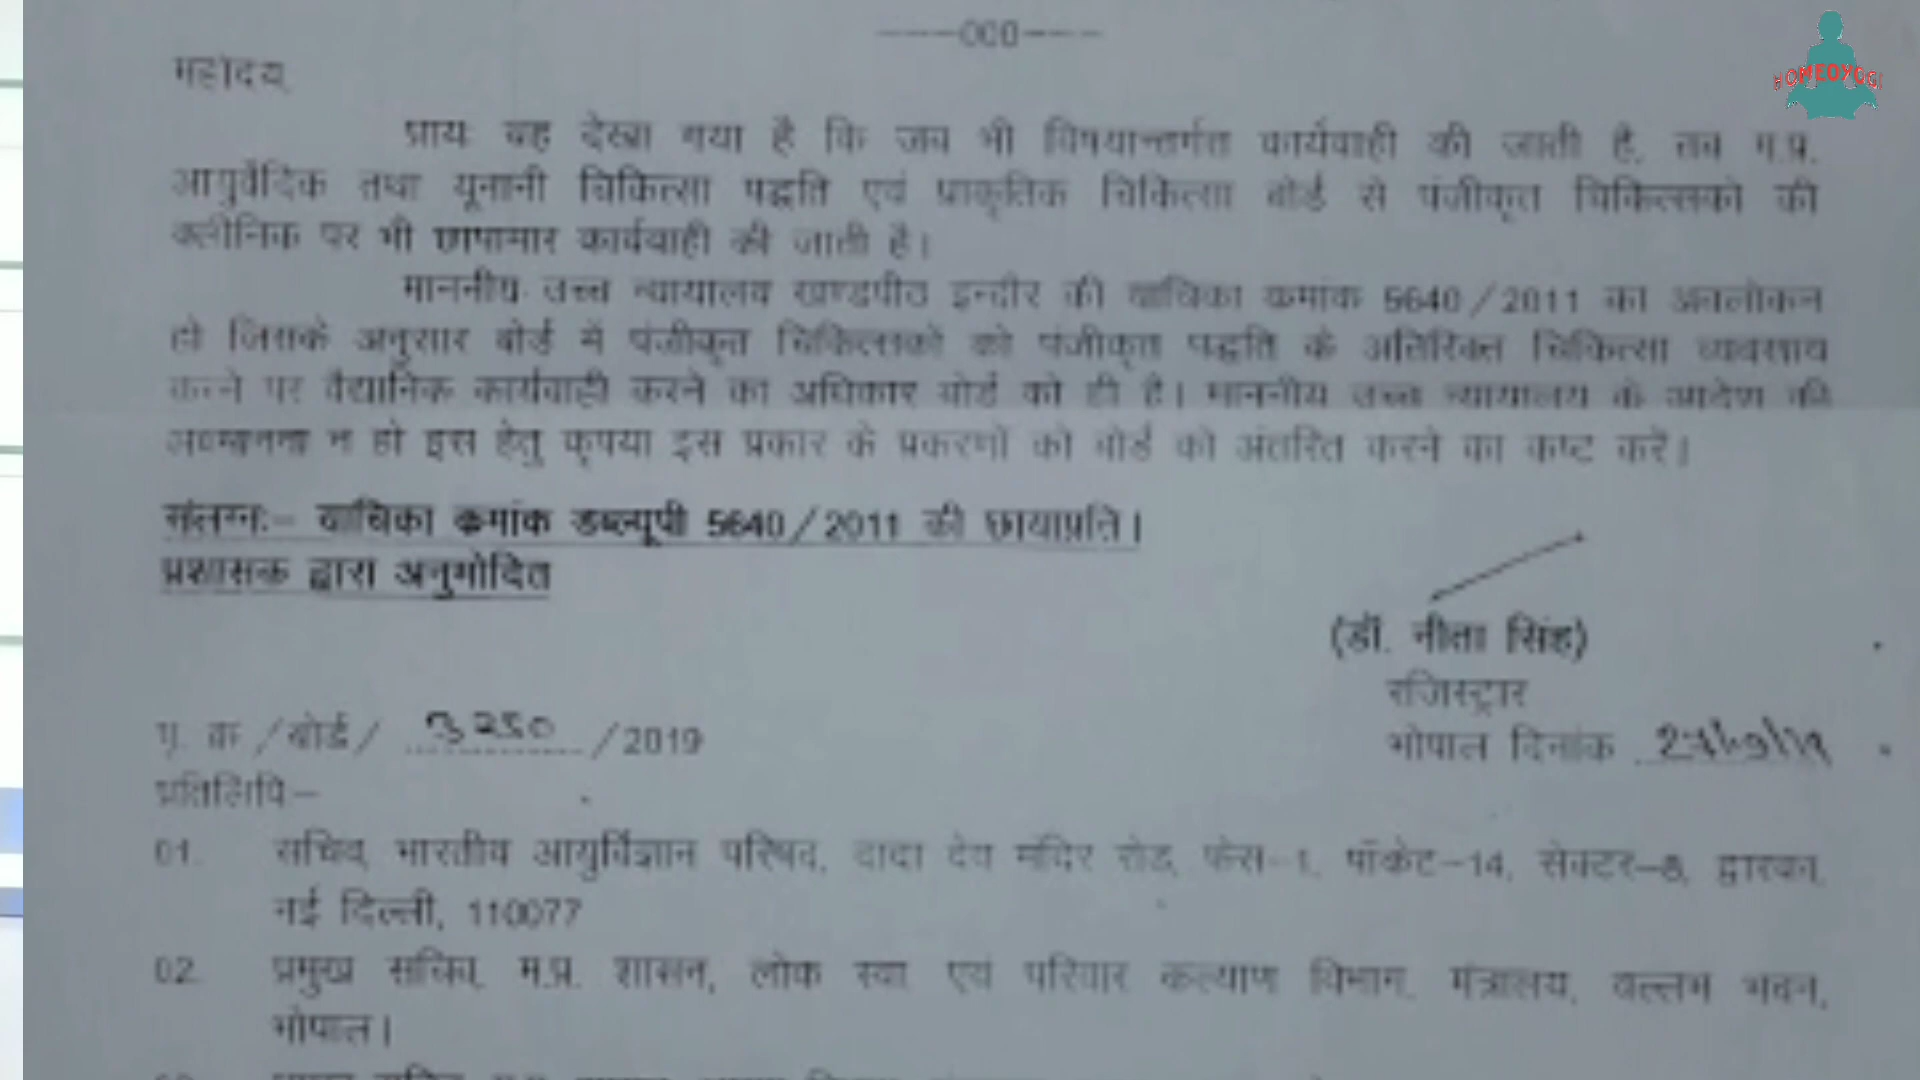 ----000----
HOMEOYOGI
महोदय,
प्रायः यह देखा गया है कि जब भी विषयान्तर्गत कार्यवाही की जाती है, तब म.प्र.
आयुर्वेदिक तथा यूनानी चिकित्सा पद्धति एवं प्राकृतिक चिकित्सा बोर्ड से पंजीकृत चिकित्सकों की
क्लीनिक पर भी छापामार कार्यवाही की जाती है।
माननीय उच्च न्यायालय खण्डपीठ इन्दौर की याचिका क्रमांक 5640/2011 का अवलोकन
हो जिसके अनुसार बोर्ड में पंजीकृत चिकित्सकों को पंजीकृत पद्धति के अतिरिक्त चिकित्सा व्यवसाय
करने पर वैद्यानिक कार्यवाही करने का अधिकार बोर्ड को ही है। माननीय उच्च न्यायालय के आदेश की
अवमानना न हो इस हेतु कृपया इस प्रकार के प्रकरणों को बोर्ड को अंतरित करने का कष्ट करें।
संलग्नः– याचिका क्रमांक डब्ल्यूपी 5640/2011 की छायाप्रति।
प्रशासक द्वारा अनुमोदित
(डॉ. नीता सिंह)
रजिस्ट्रार
पृ. क्र/बोर्ड/ /2019
भोपाल दिनांक
प्रतिलिपि–
01. सचिव, भारतीय आयुर्विज्ञान परिषद, दादा देव मंदिर रोड, फेस–1, पॉकेट–14, सेक्टर–8, द्वारका,
नई दिल्ली, 110077
02. प्रमुख सचिव, म.प्र. शासन, लोक एवं परिवार कल्याण विभाग, मंत्रालय, वल्लभ भवन,
भोपाल।